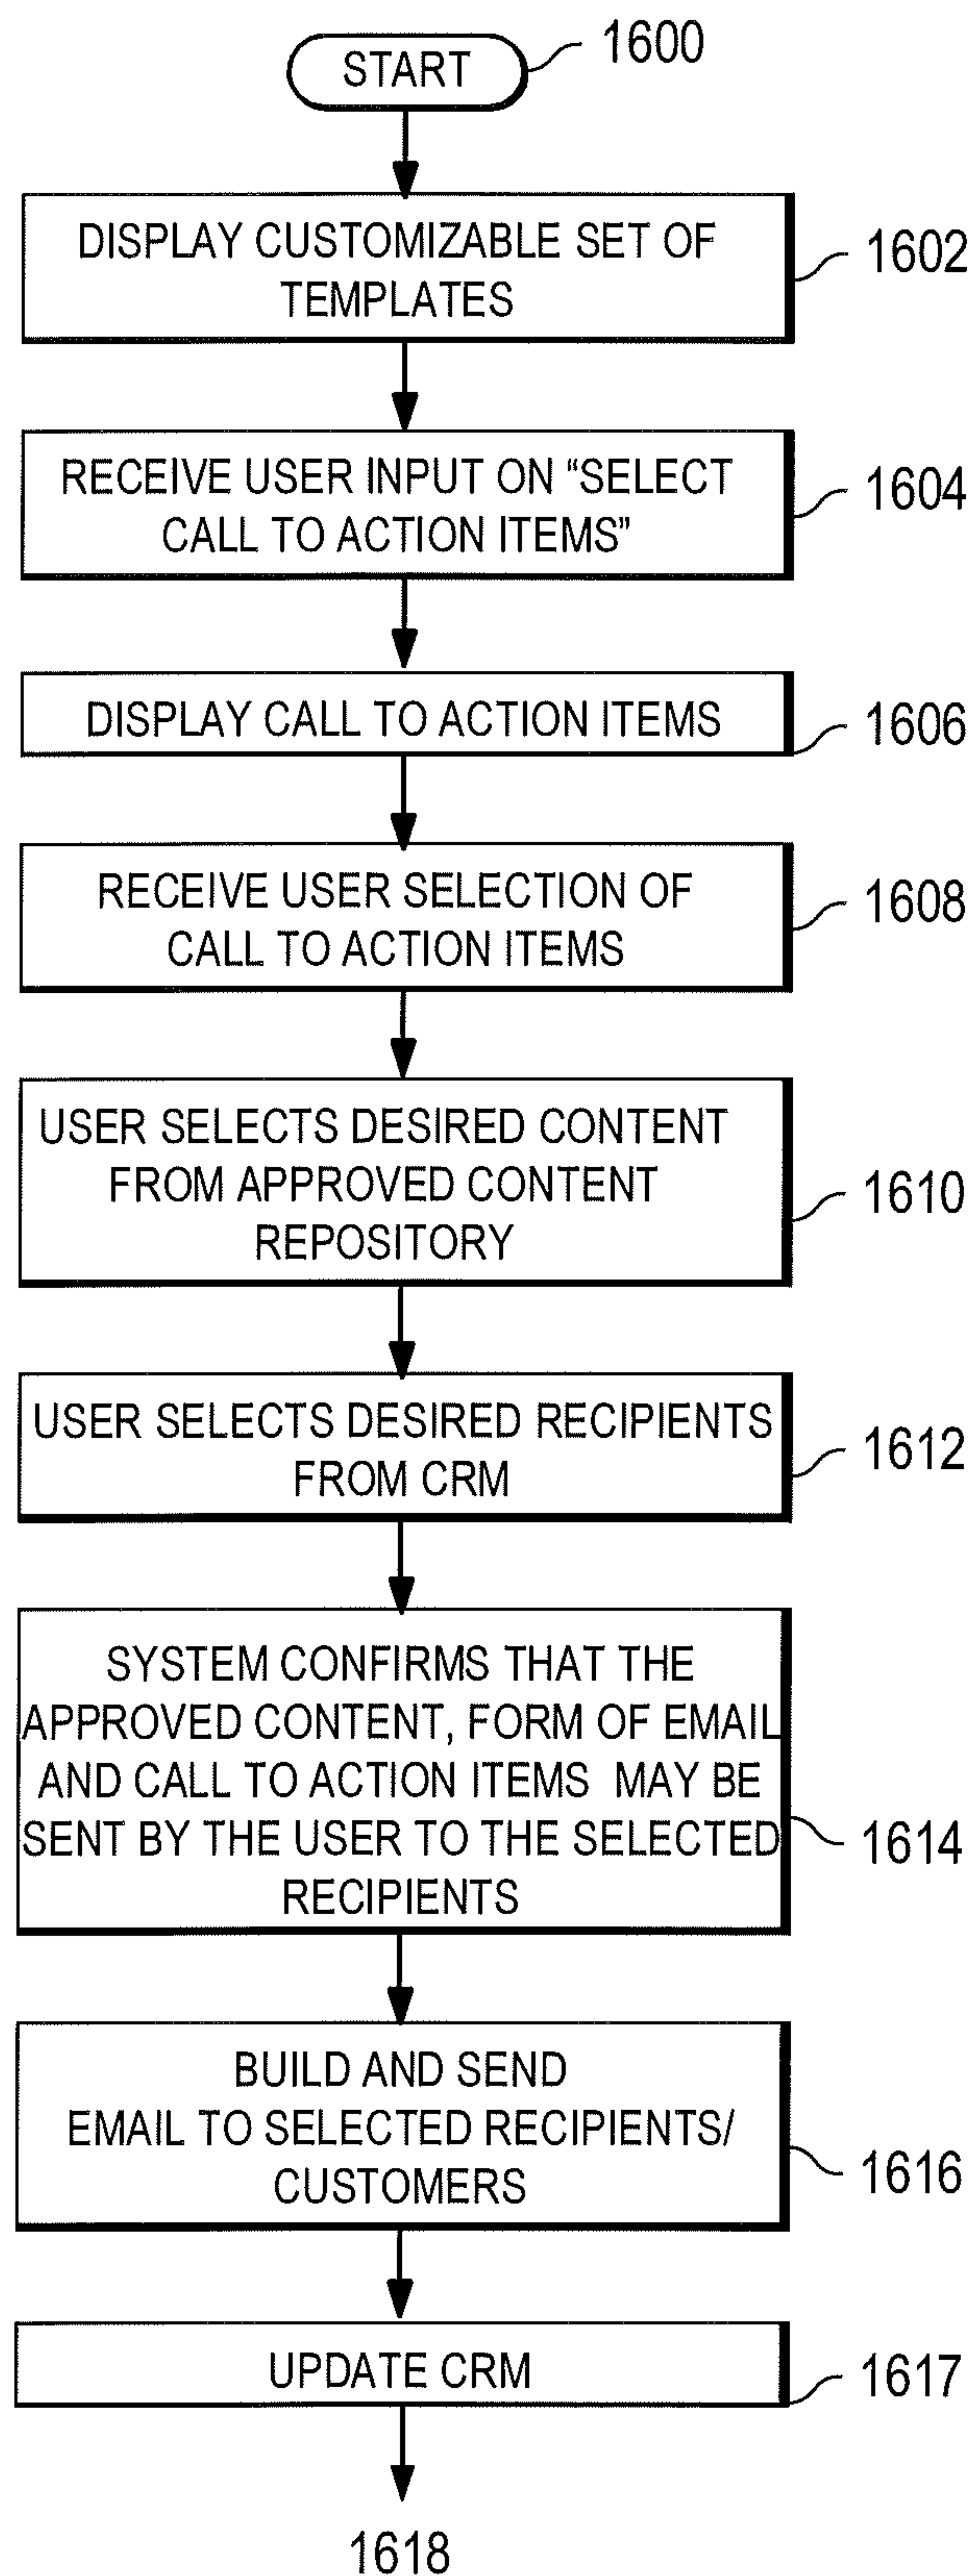 START
1600
DISPLAY CUSTOMIZABLE SET OF
TEMPLATES
1602
RECEIVE USER INPUT ON “SELECT
CALL TO ACTION ITEMS”
1604
DISPLAY CALL TO ACTION ITEMS
1606
RECEIVE USER SELECTION OF
CALL TO ACTION ITEMS
1608
USER SELECTS DESIRED CONTENT
FROM APPROVED CONTENT
REPOSITORY
1610
USER SELECTS DESIRED RECIPIENTS
FROM CRM
1612
SYSTEM CONFIRMS THAT THE
APPROVED CONTENT, FORM OF EMAIL
AND CALL TO ACTION ITEMS MAY BE
SENT BY THE USER TO THE SELECTED
RECIPIENTS
1614
BUILD AND SEND
EMAIL TO SELECTED RECIPIENTS/
CUSTOMERS
1616
UPDATE CRM
1617
1618